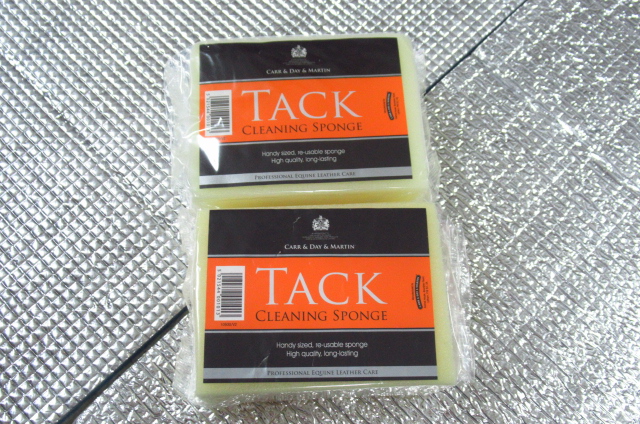 CARR & DAY & MARTIN
TACK
CLEANING SPONGE
Handy sized, re-usable sponge
High quality, long-lasting
PROFESSIONAL EQUINE LEATHER CARE
CARR & DAY & MARTIN
TACK
CLEANING SPONGE
Handy sized, re-usable sponge
High quality, long-lasting
PROFESSIONAL EQUINE LEATHER CARE